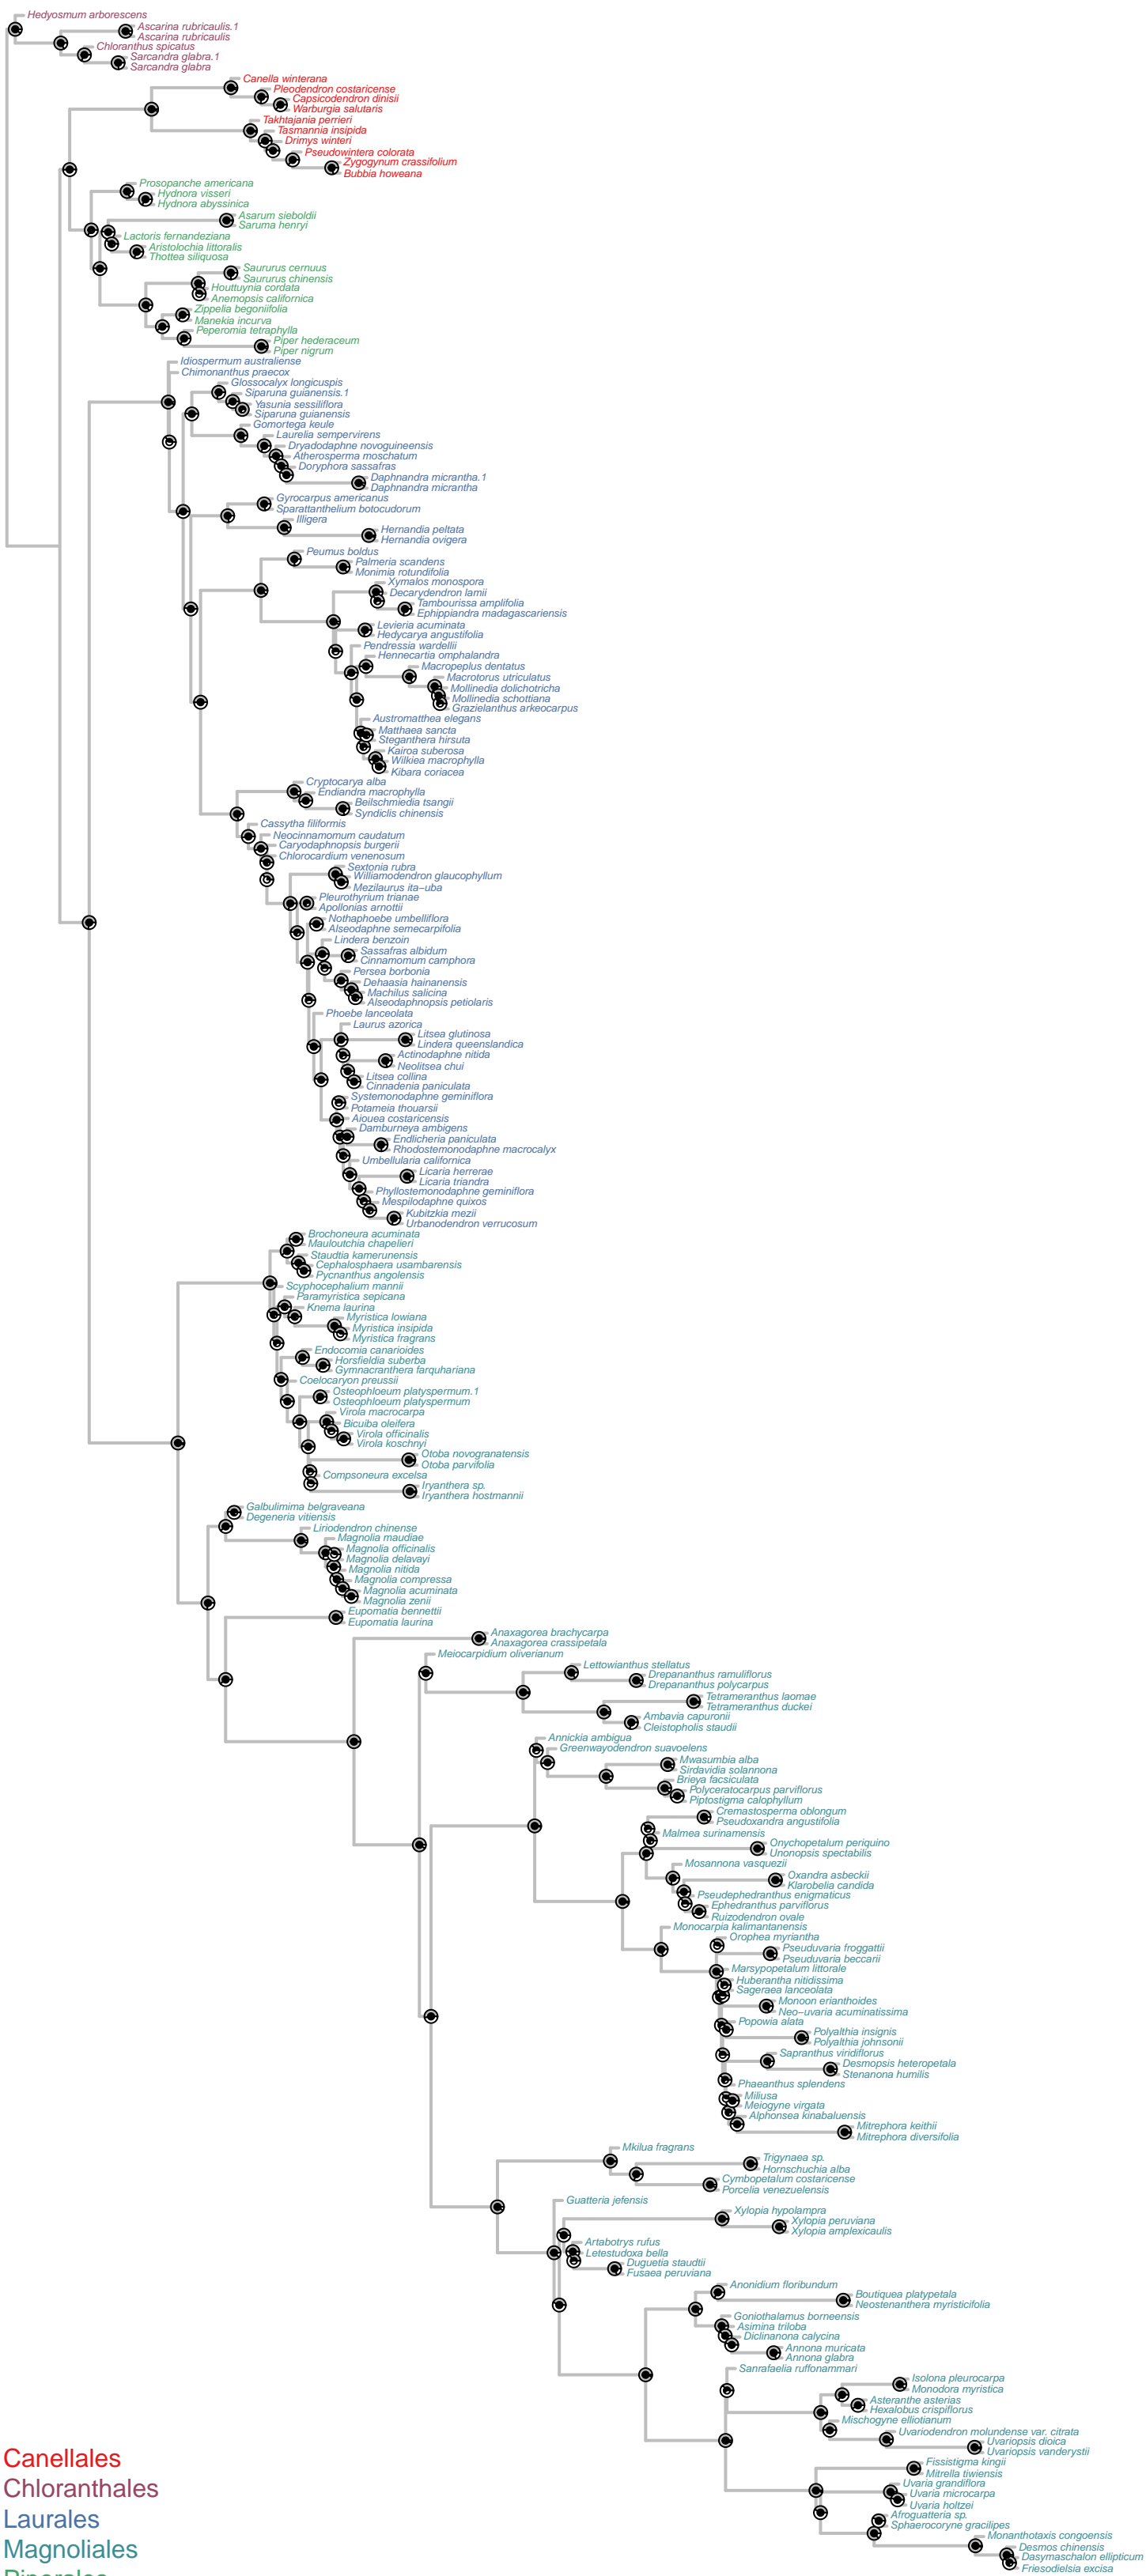 Hedyosmum arborescens
Ascarina rubricaulis.1
Ascarina rubricaulis
Chloranthus spicatus
Sarcandra glabra.1
Sarcandra glabra
Canella winterana
Pleodendron costaricense
Capsicodendron dinisii
Warburgia salutaris
Takhtajania perrieri
Tasmannia insipida
Drimys winteri
Pseudowintera colorata
Zygogynum crassifolium
Bubbia howeana
Prosopanche americana
Hydnora visseri
Hydnora abyssinica
Asarum sieboldii
Saruma henryi
Lactoris fernandeziana
Aristolochia littoralis
Thottea siliquosa
Saururus cernuus
Saururus chinensis
Houttuynia cordata
Anemopsis californica
Zippelia begoniifolia
Manekia incurva
Peperomia tetraphylla
Piper hederaceum
Piper nigrum
Idiospermum australiense
Chimonanthus praecox
Glossocalyx longicuspis
Siparuna guianensis.1
Yasunia sessiliflora
Siparuna guianensis
Gomortega keule
Laurelia sempervirens
Dryadodaphne novoguineensis
Atherosperma moschatum
Doryphora sassafras
Daphnandra micrantha.1
Daphnandra micrantha
Gyrocarpus americanus
Sparattanthelium botocudorum
Illigera
Hernandia peltata
Hernandia ovigera
Peumus boldus
Palmeria scandens
Monimia rotundifolia
Xymalos monospora
Decarydendron lamii
Tambourissa amplifolia
Ephippiandra madagascariensis
Levieria acuminata
Hedycarya angustifolia
Pendressia wardellii
Hennecartia omphalandra
Macropeplus dentatus
Macrotorus utriculatus
Mollinedia dolichotricha
Mollinedia schottiana
Grazielanthus arkeocarpus
Austromatthea elegans
Matthaea sancta
Steganthera hirsuta
Kairoa suberosa
Wilkiea macrophylla
Kibara coriacea
Cryptocarya alba
Endiandra macrophylla
Beilschmiedia tsangii
Syndiclis chinensis
Cassytha filiformis
Neocinnamomum caudatum
Caryodaphnopsis burgerii
Chlorocardium venenosum
Sextonia rubra
Williamodendron glaucophyllum
Mezilaurus ita−uba
Pleurothyrium trianae
Apollonias arnottii
Nothaphoebe umbelliflora
Alseodaphne semecarpifolia
Lindera benzoin
Sassafras albidum
Cinnamomum camphora
Persea borbonia
Dehaasia hainanensis
Machilus salicina
Alseodaphnopsis petiolaris
Phoebe lanceolata
Laurus azorica
Litsea glutinosa
Lindera queenslandica
Actinodaphne nitida
Neolitsea chui
Litsea collina
Cinnadenia paniculata
Systemonodaphne geminiflora
Potameia thouarsii
Aiouea costaricensis
Damburneya ambigens
Endlicheria paniculata
Rhodostemonodaphne macrocalyx
Umbellularia californica
Licaria herrerae
Licaria triandra
Phyllostemonodaphne geminiflora
Mespilodaphne quixos
Kubitzkia mezii
Urbanodendron verrucosum
Brochoneura acuminata
Mauloutchia chapelieri
Staudtia kamerunensis
Cephalosphaera usambarensis
Pycnanthus angolensis
Scyphocephalium mannii
Paramyristica sepicana
Knema laurina
Myristica lowiana
Myristica insipida
Myristica fragrans
Endocomia canarioides
Horsfieldia suberba
Gymnacranthera farquhariana
Coelocaryon preussii
Osteophloeum platyspermum.1
Osteophloeum platyspermum
Virola macrocarpa
Bicuiba oleifera
Virola officinalis
Virola koschnyi
Otoba novogranatensis
Otoba parvifolia
Compsoneura excelsa
Iryanthera sp.
Iryanthera hostmannii
Galbulimima belgraveana
Degeneria vitiensis
Liriodendron chinense
Magnolia maudiae
Magnolia officinalis
Magnolia delavayi
Magnolia nitida
Magnolia compressa
Magnolia acuminata
Magnolia zenii
Eupomatia bennettii
Eupomatia laurina
Anaxagorea brachycarpa
Anaxagorea crassipetala
Meiocarpidium oliverianum
Lettowianthus stellatus
Drepananthus ramuliflorus
Drepananthus polycarpus
Tetrameranthus laomae
Tetrameranthus duckei
Ambavia capuronii
Cleistopholis staudii
Annickia ambigua
Greenwayodendron suavoelens
Mwasumbia alba
Sirdavidia solannona
Brieya facsiculata
Polyceratocarpus parviflorus
Piptostigma calophyllum
Cremastosperma oblongum
Pseudoxandra angustifolia
Malmea surinamensis
Onychopetalum periquino
Unonopsis spectabilis
Mosannona vasquezii
Oxandra asbeckii
Klarobelia candida
Pseudephedranthus enigmaticus
Ephedranthus parviflorus
Ruizodendron ovale
Monocarpia kalimantanensis
Orophea myriantha
Pseuduvaria froggattii
Pseuduvaria beccarii
Marsypopetalum littorale
Huberantha nitidissima
Sageraea lanceolata
Monoon erianthoides
Neo−uvaria acuminatissima
Popowia alata
Polyalthia insignis
Polyalthia johnsonii
Sapranthus viridiflorus
Desmopsis heteropetala
Stenanona humilis
Phaeanthus splendens
Miliusa
Meiogyne virgata
Alphonsea kinabaluensis
Mitrephora keithii
Mitrephora diversifolia
Mkilua fragrans
Trigynaea sp.
Hornschuchia alba
Cymbopetalum costaricense
Porcelia venezuelensis
Guatteria jefensis
Xylopia hypolampra
Xylopia peruviana
Xylopia amplexicaulis
Artabotrys rufus
Letestudoxa bella
Duguetia staudtii
Fusaea peruviana
Anonidium floribundum
Boutiquea platypetala
Neostenanthera myristicifolia
Goniothalamus borneensis
Asimina triloba
Diclinanona calycina
Annona muricata
Annona glabra
Sanrafaelia ruffonammari
Isolona pleurocarpa
Monodora myristica
Asteranthe asterias
Hexalobus crispiflorus
Mischogyne elliotianum
Uvariodendron molundense var. citrata
Uvariopsis dioica
Uvariopsis vanderystii
Fissistigma kingii
Mitrella tiwiensis
Uvaria grandiflora
Uvaria microcarpa
Uvaria holtzei
Afroguatteria sp.
Sphaerocoryne gracilipes
Monanthotaxis congoensis
Desmos chinensis
Dasymaschalon ellipticum
Friesodielsia excisa
Canellales
Chloranthales
Laurales
Magnoliales
Piperales